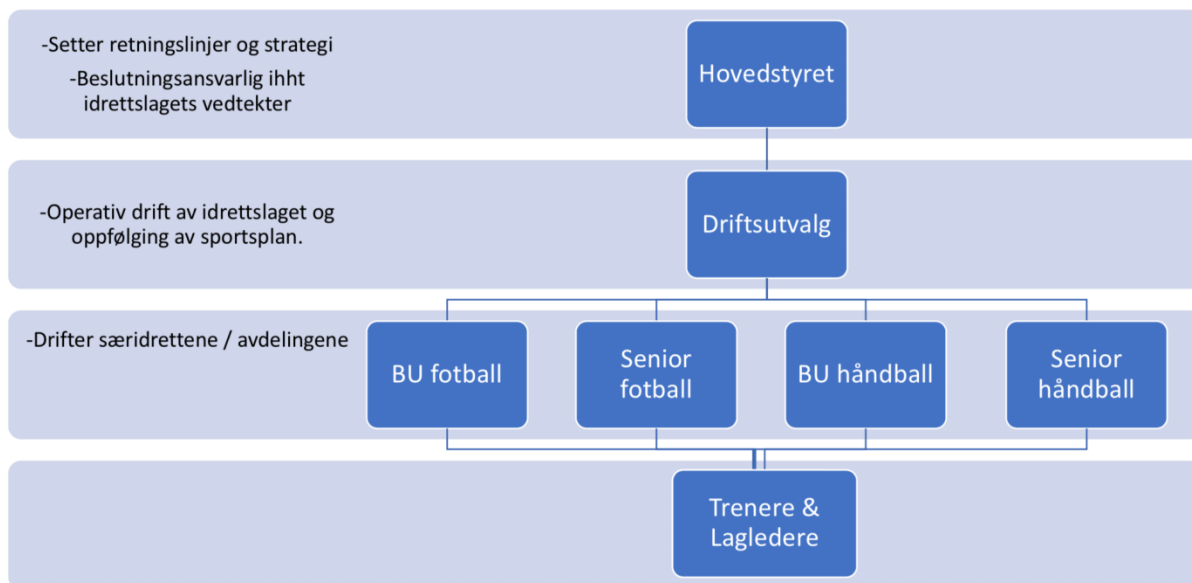 -Setter retningslinjer og strategi
-Beslutningsansvarlig ihht
idrettslagets vedtekter
Hovedstyret
-Operativ drift av idrettslaget og
oppfølging av sportsplan.
Driftsutvalg
-Drifter særidrettene / avdelingene
BU fotball
Senior
fotball
BU håndball
Senior
håndball
Trenere &
Lagledere